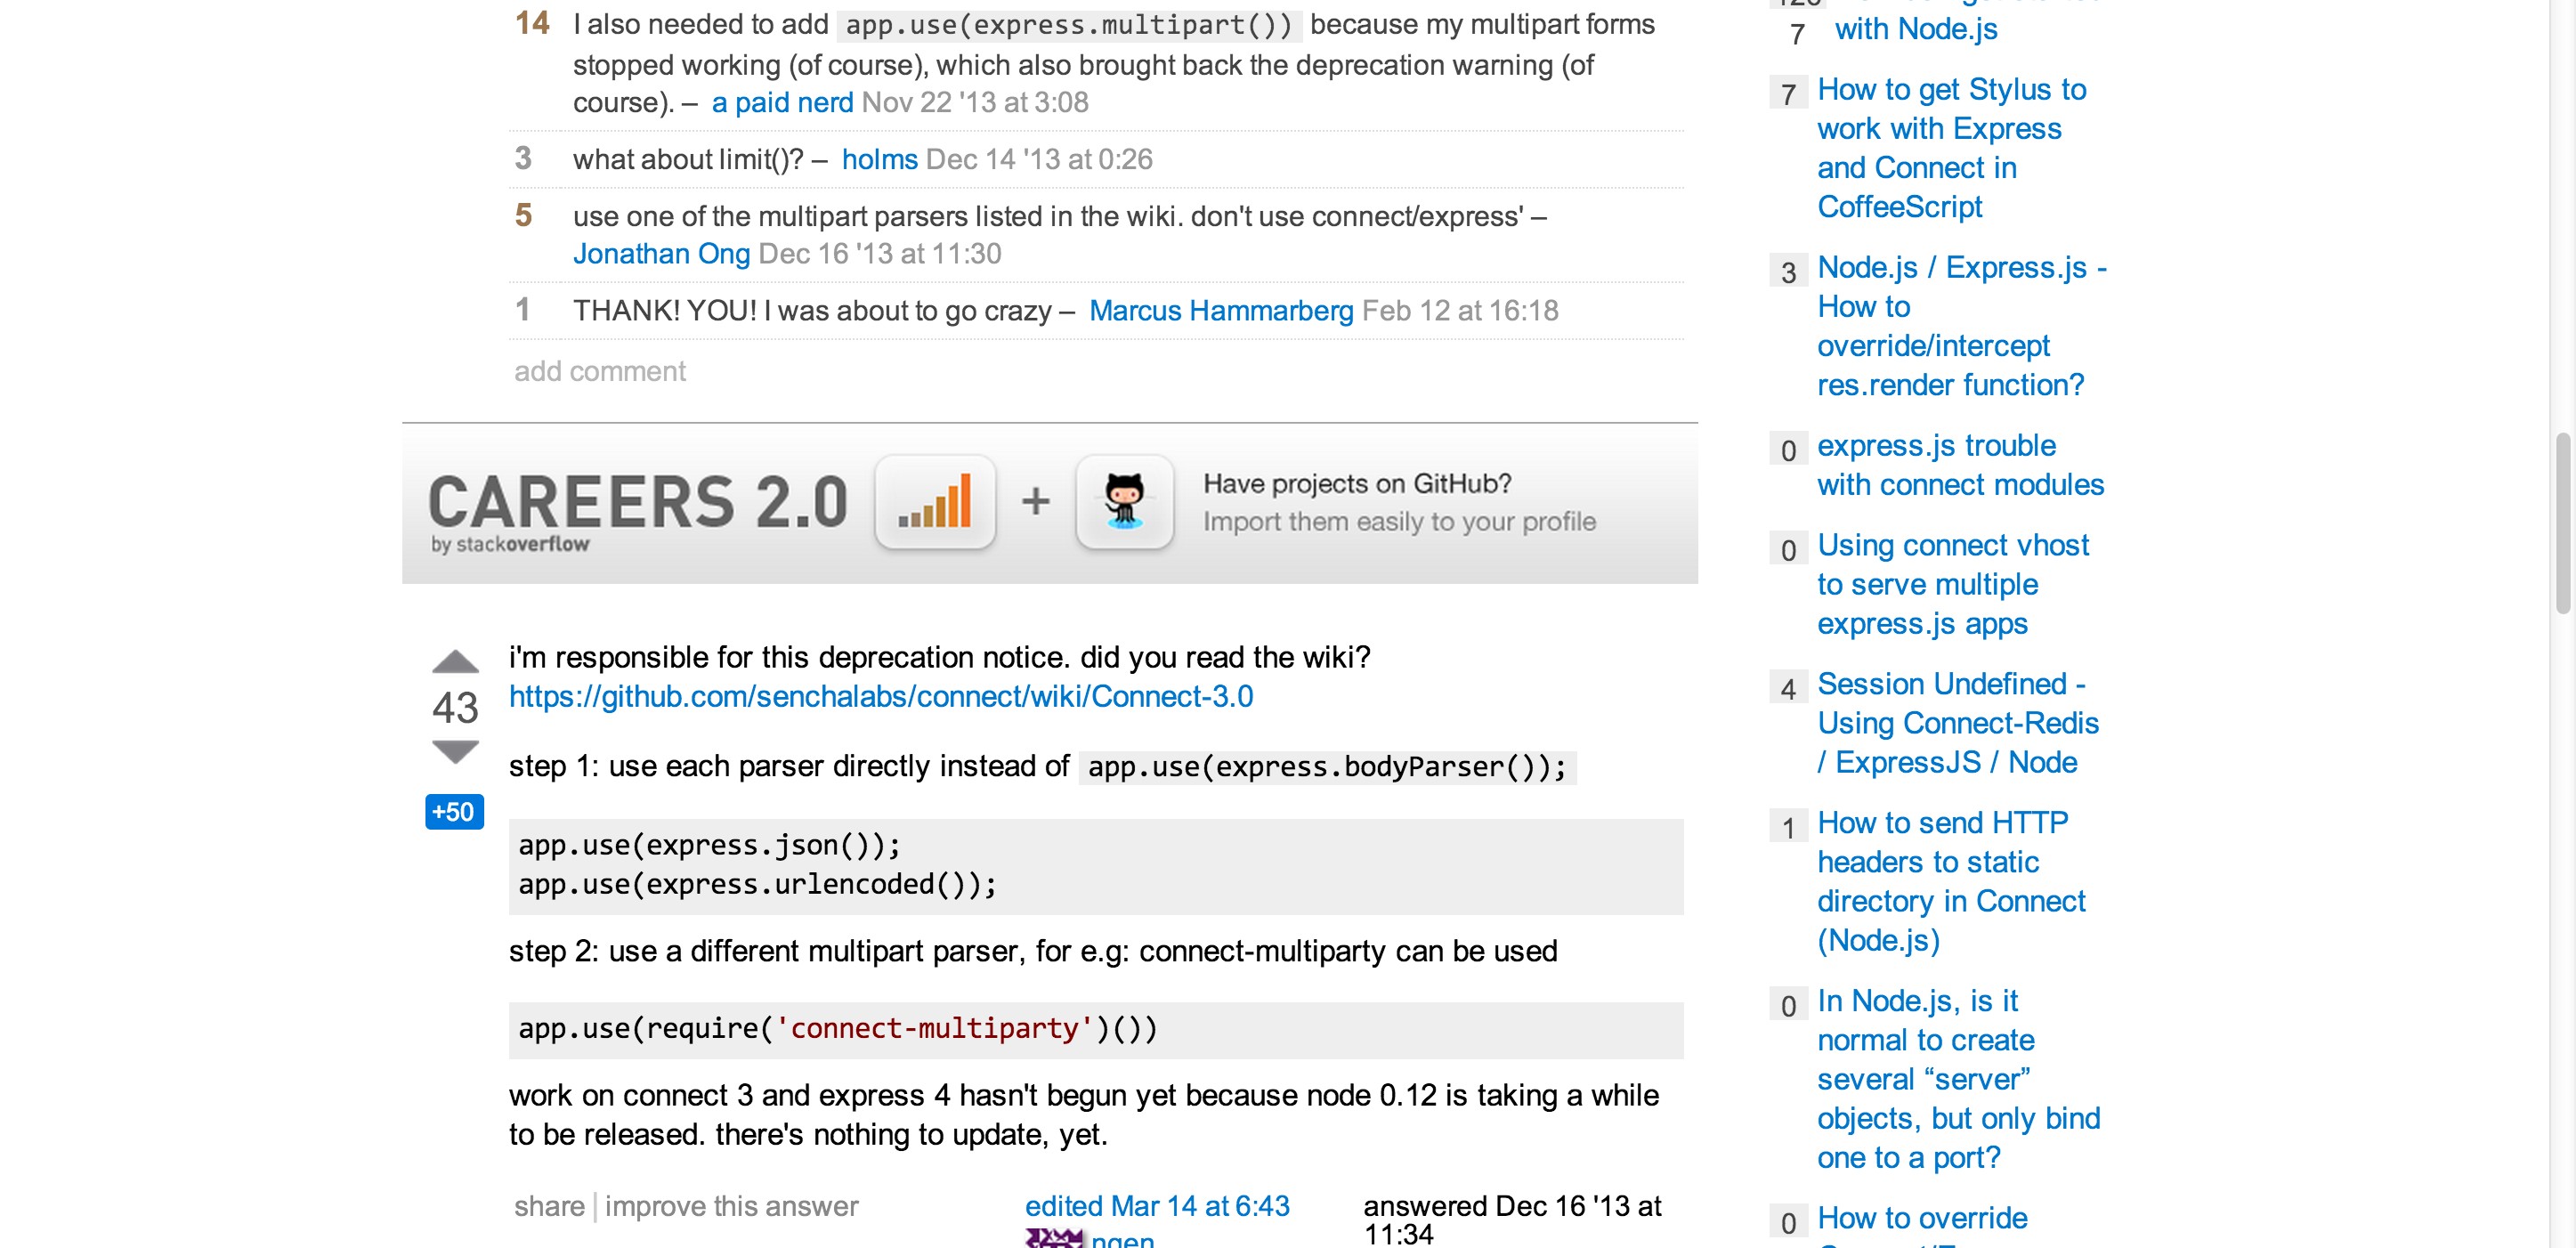 14 I also needed to add app.use(express.multipart()) because my multipart forms
stopped working (of course), which also brought back the deprecation warning (of
course). – a paid nerd Nov 22 '13 at 3:08
3 what about limit()? – holms Dec 14 '13 at 0:26
5 use one of the multipart parsers listed in the wiki. don't use connect/express' –
Jonathan Ong Dec 16 '13 at 11:30
1 THANK! YOU! I was about to go crazy – Marcus Hammarberg Feb 12 at 16:18
add comment
CAREERS 2.0
by stackoverflow
+
Have projects on GitHub?
Import them easily to your profile
i'm responsible for this deprecation notice. did you read the wiki?
https://github.com/senchalabs/connect/wiki/Connect-3.0
43
+50
step 1: use each parser directly instead of app.use(express.bodyParser());
app.use(express.json());
app.use(express.urlencoded());
step 2: use a different multipart parser, for e.g: connect-multiparty can be used
app.use(require('connect-multiparty')())
work on connect 3 and express 4 hasn't begun yet because node 0.12 is taking a while
to be released. there's nothing to update, yet.
share improve this answer
edited Mar 14 at 6:43
ngen
answered Dec 16 '13 at
11:34
7 with Node.js
7 How to get Stylus to
work with Express
and Connect in
CoffeeScript
3 Node.js / Express.js -
How to
override/intercept
res.render function?
0 express.js trouble
with connect modules
0 Using connect vhost
to serve multiple
express.js apps
4 Session Undefined -
Using Connect-Redis
/ ExpressJS / Node
1 How to send HTTP
headers to static
directory in Connect
(Node.js)
0 In Node.js, is it
normal to create
several “server”
objects, but only bind
one to a port?
0 How to override